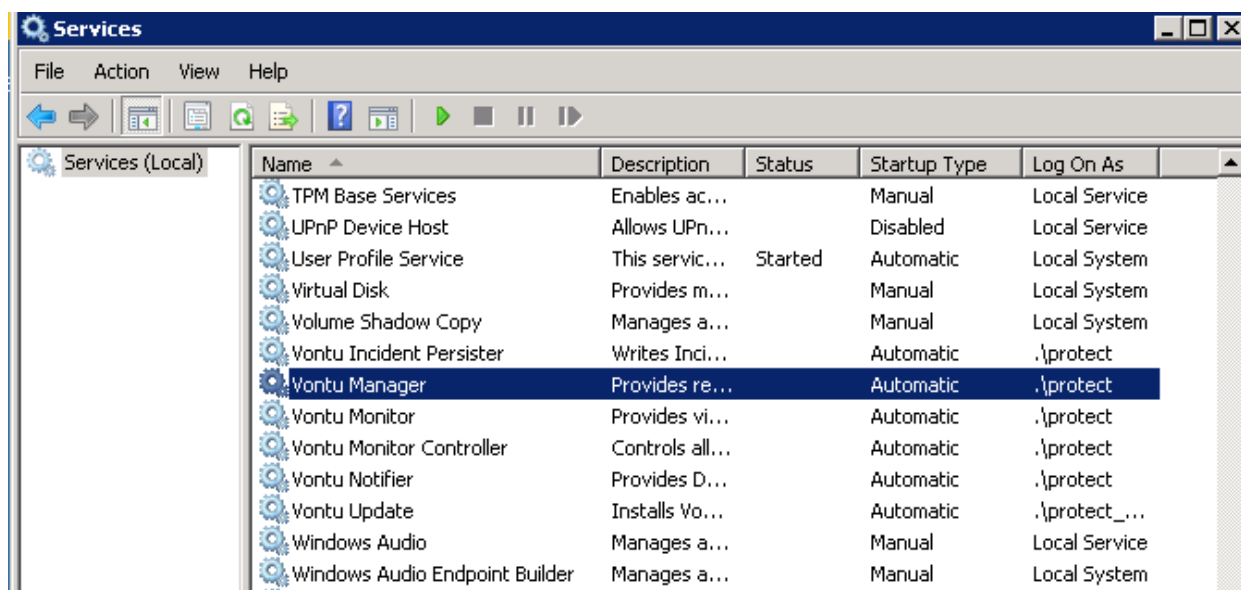 Services
File Action View Help
Services (Local)
Name Description Status Startup Type Log On As
TPM Base Services Enables ac... Manual Local Service
UPnP Device Host Allows UPn... Disabled Local Service
User Profile Service This servic... Started Automatic Local System
Virtual Disk Provides m... Manual Local System
Volume Shadow Copy Manages a... Manual Local System
Vontu Incident Persister Writes Inci... Automatic .\protect
Vontu Manager Provides re... Automatic .\protect
Vontu Monitor Provides vi... Automatic .\protect
Vontu Monitor Controller Controls all... Automatic .\protect
Vontu Notifier Provides D... Automatic .\protect
Vontu Update Installs Vo... Automatic .\protect_...
Windows Audio Manages a... Manual Local Service
Windows Audio Endpoint Builder Manages a... Manual Local System